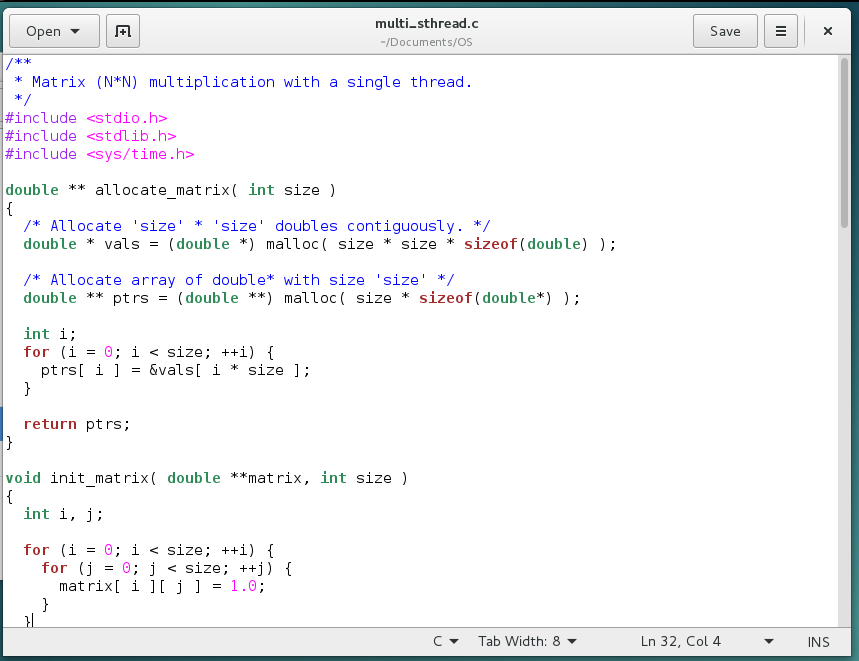 Open
multi_sthread.c
~/Documents/OS
Save
/**
 * Matrix (N*N) multiplication with a single thread.
 */
#include <stdio.h>
#include <stdlib.h>
#include <sys/time.h>

double ** allocate_matrix( int size )
{
  /* Allocate 'size' * 'size' doubles contiguously. */
  double * vals = (double *) malloc( size * size * sizeof(double) );

  /* Allocate array of double* with size 'size' */
  double ** ptrs = (double **) malloc( size * sizeof(double*) );

  int i;
  for (i = 0; i < size; ++i) {
    ptrs[ i ] = &vals[ i * size ];
  }

  return ptrs;
}

void init_matrix( double **matrix, int size )
{
  int i, j;

  for (i = 0; i < size; ++i) {
    for (j = 0; j < size; ++j) {
      matrix[ i ][ j ] = 1.0;
    }
  }
C
Tab Width: 8
Ln 32, Col 4
INS